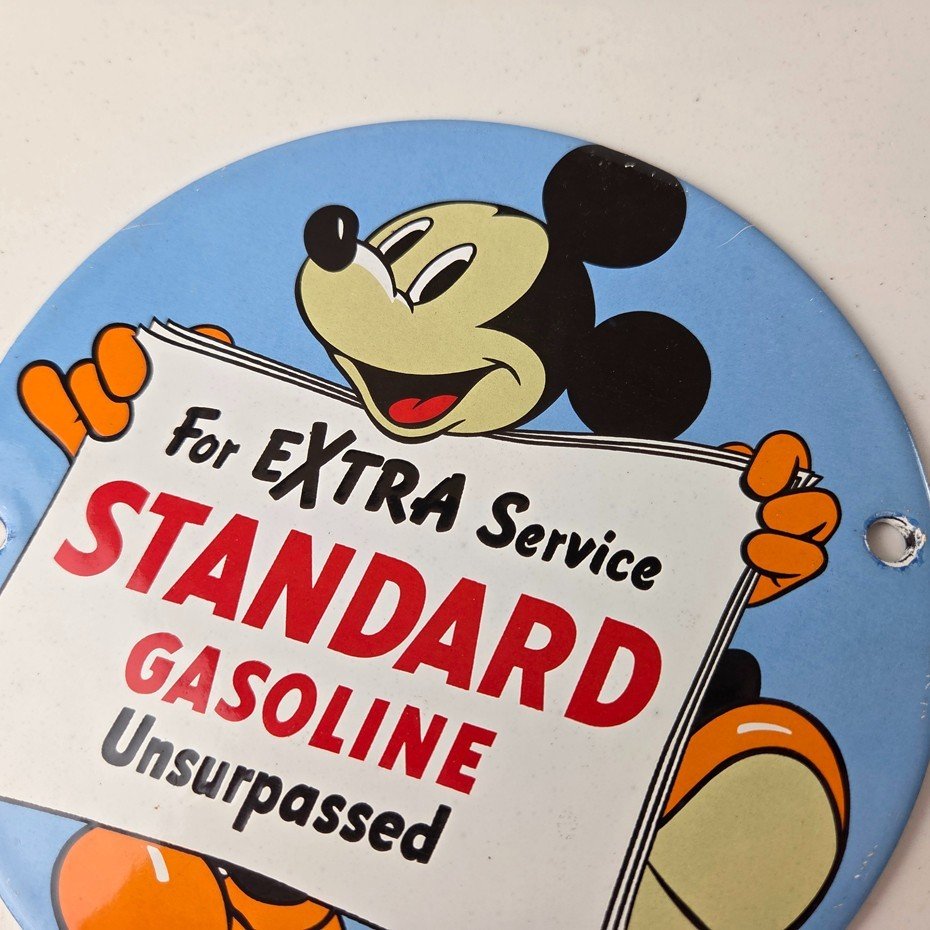 For EXTRA Service
STANDARD
GASOLINE
Unsurpassed